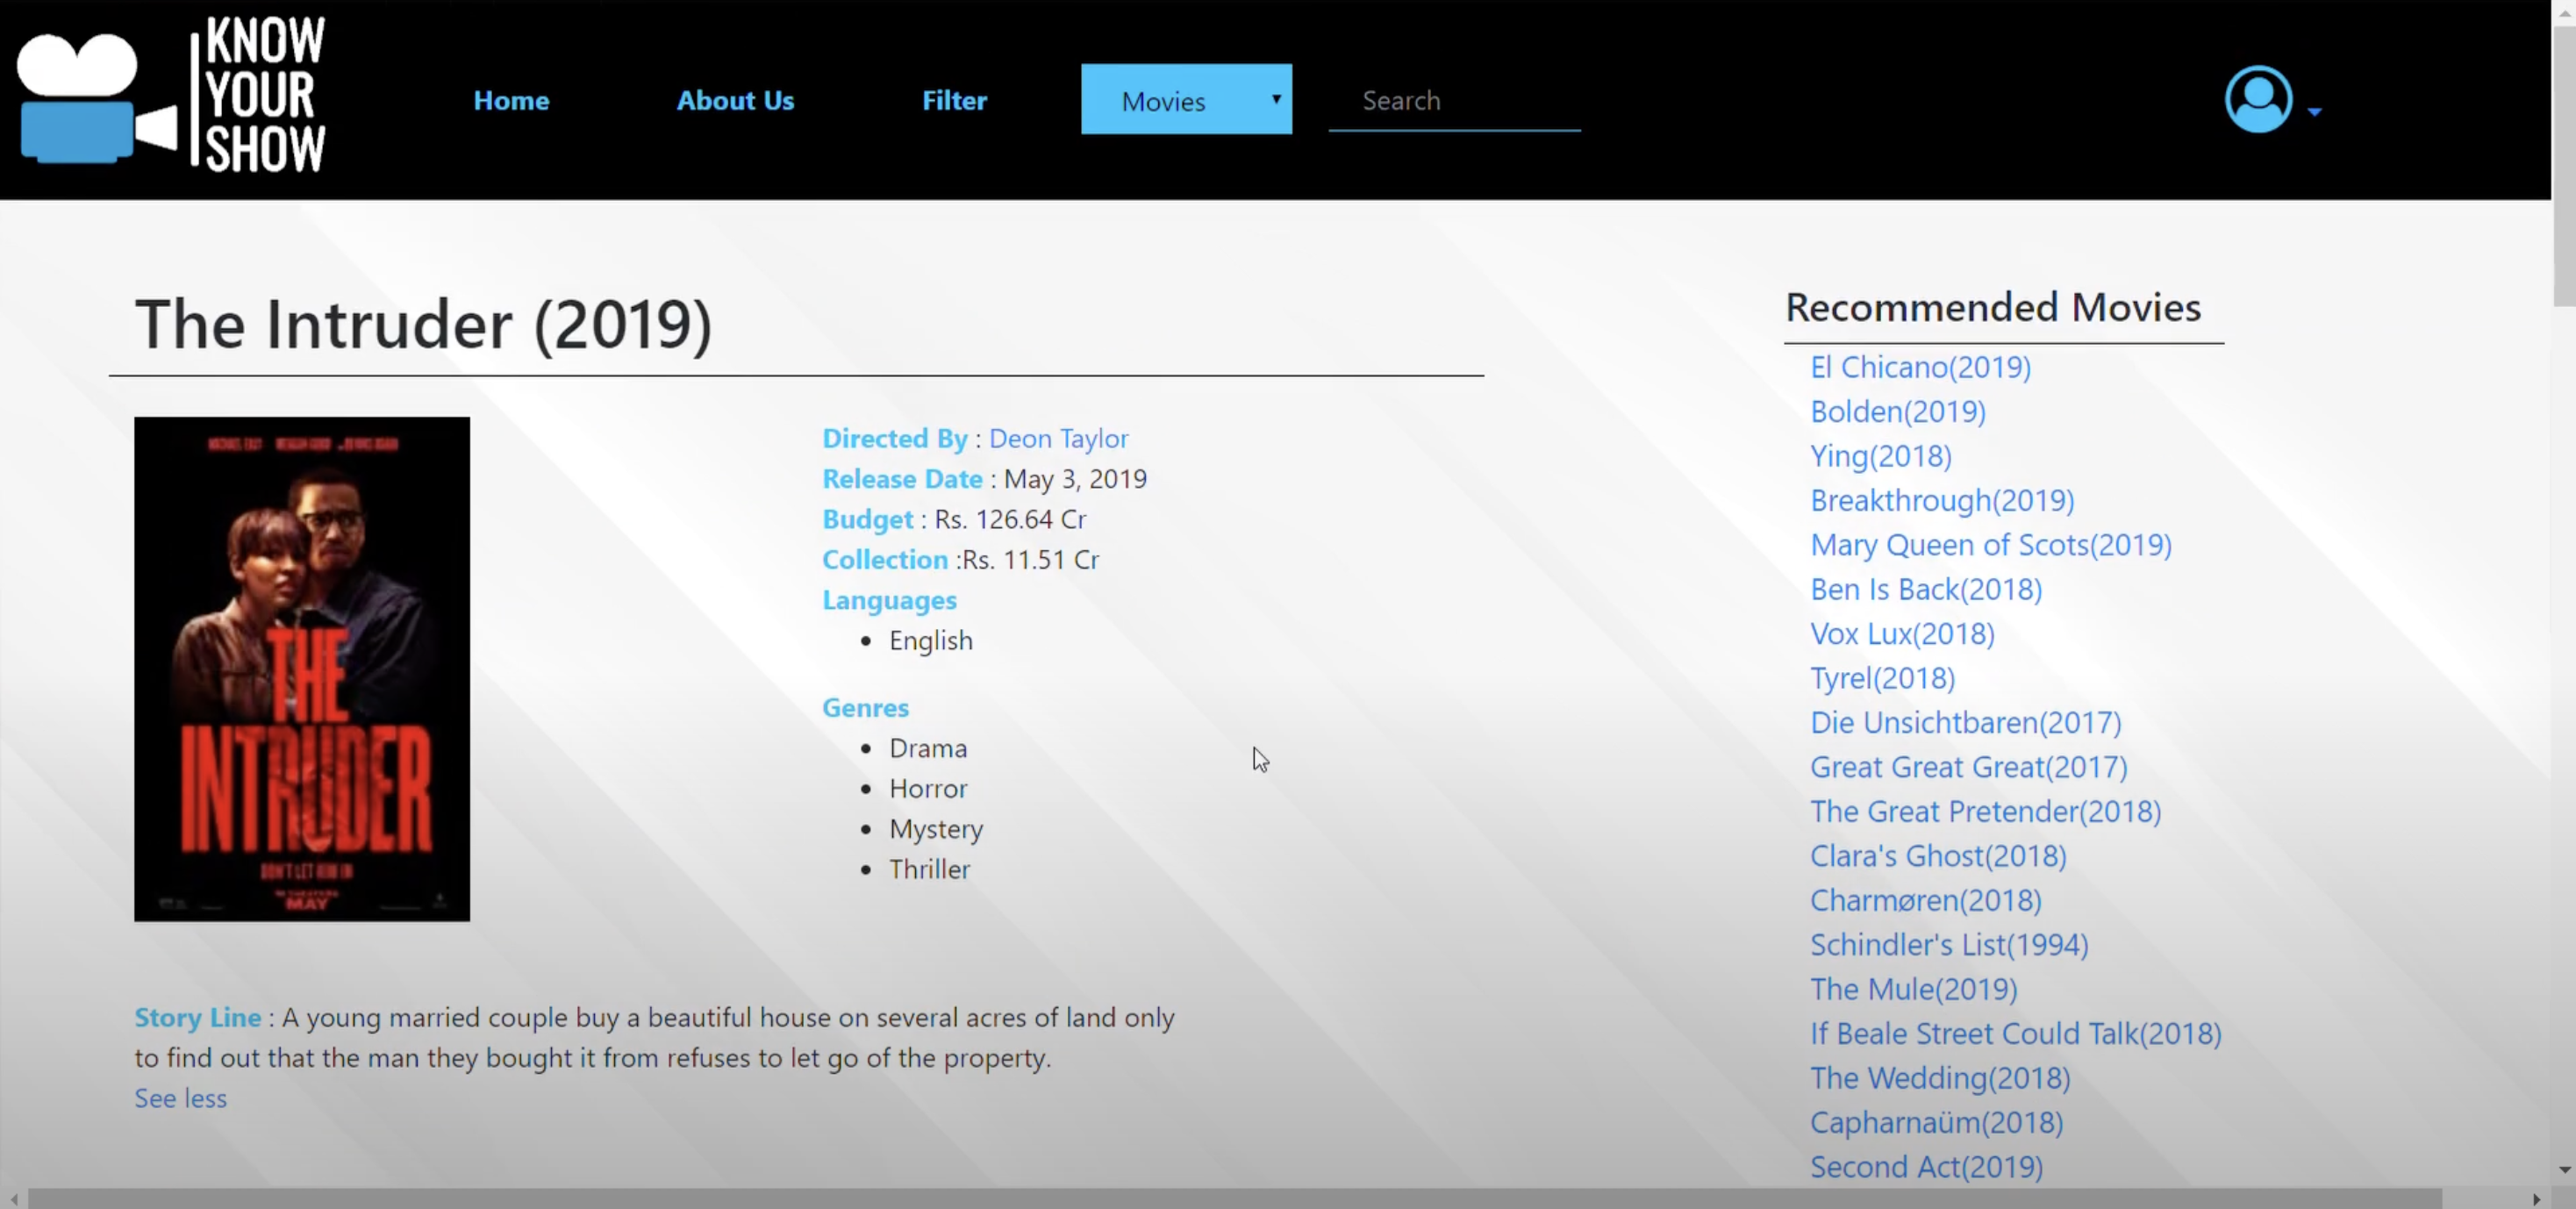 KNOW
YOUR
SHOW
Home
About Us
Filter
Movies
Search
The Intruder (2019)
THE
INTRUDER
DON'T LET HIM IN
MAY
Directed By : Deon Taylor
Release Date : May 3, 2019
Budget : Rs. 126.64 Cr
Collection :Rs. 11.51 Cr
Languages
English
Genres
Drama
Horror
Mystery
Thriller
Story Line : A young married couple buy a beautiful house on several acres of land only
to find out that the man they bought it from refuses to let go of the property.
See less
Recommended Movies
El Chicano(2019)
Bolden(2019)
Ying(2018)
Breakthrough(2019)
Mary Queen of Scots(2019)
Ben Is Back(2018)
Vox Lux(2018)
Tyrel(2018)
Die Unsichtbaren(2017)
Great Great Great(2017)
The Great Pretender(2018)
Clara's Ghost(2018)
Charmøren(2018)
Schindler's List(1994)
The Mule(2019)
If Beale Street Could Talk(2018)
The Wedding(2018)
Capharnaüm(2018)
Second Act(2019)